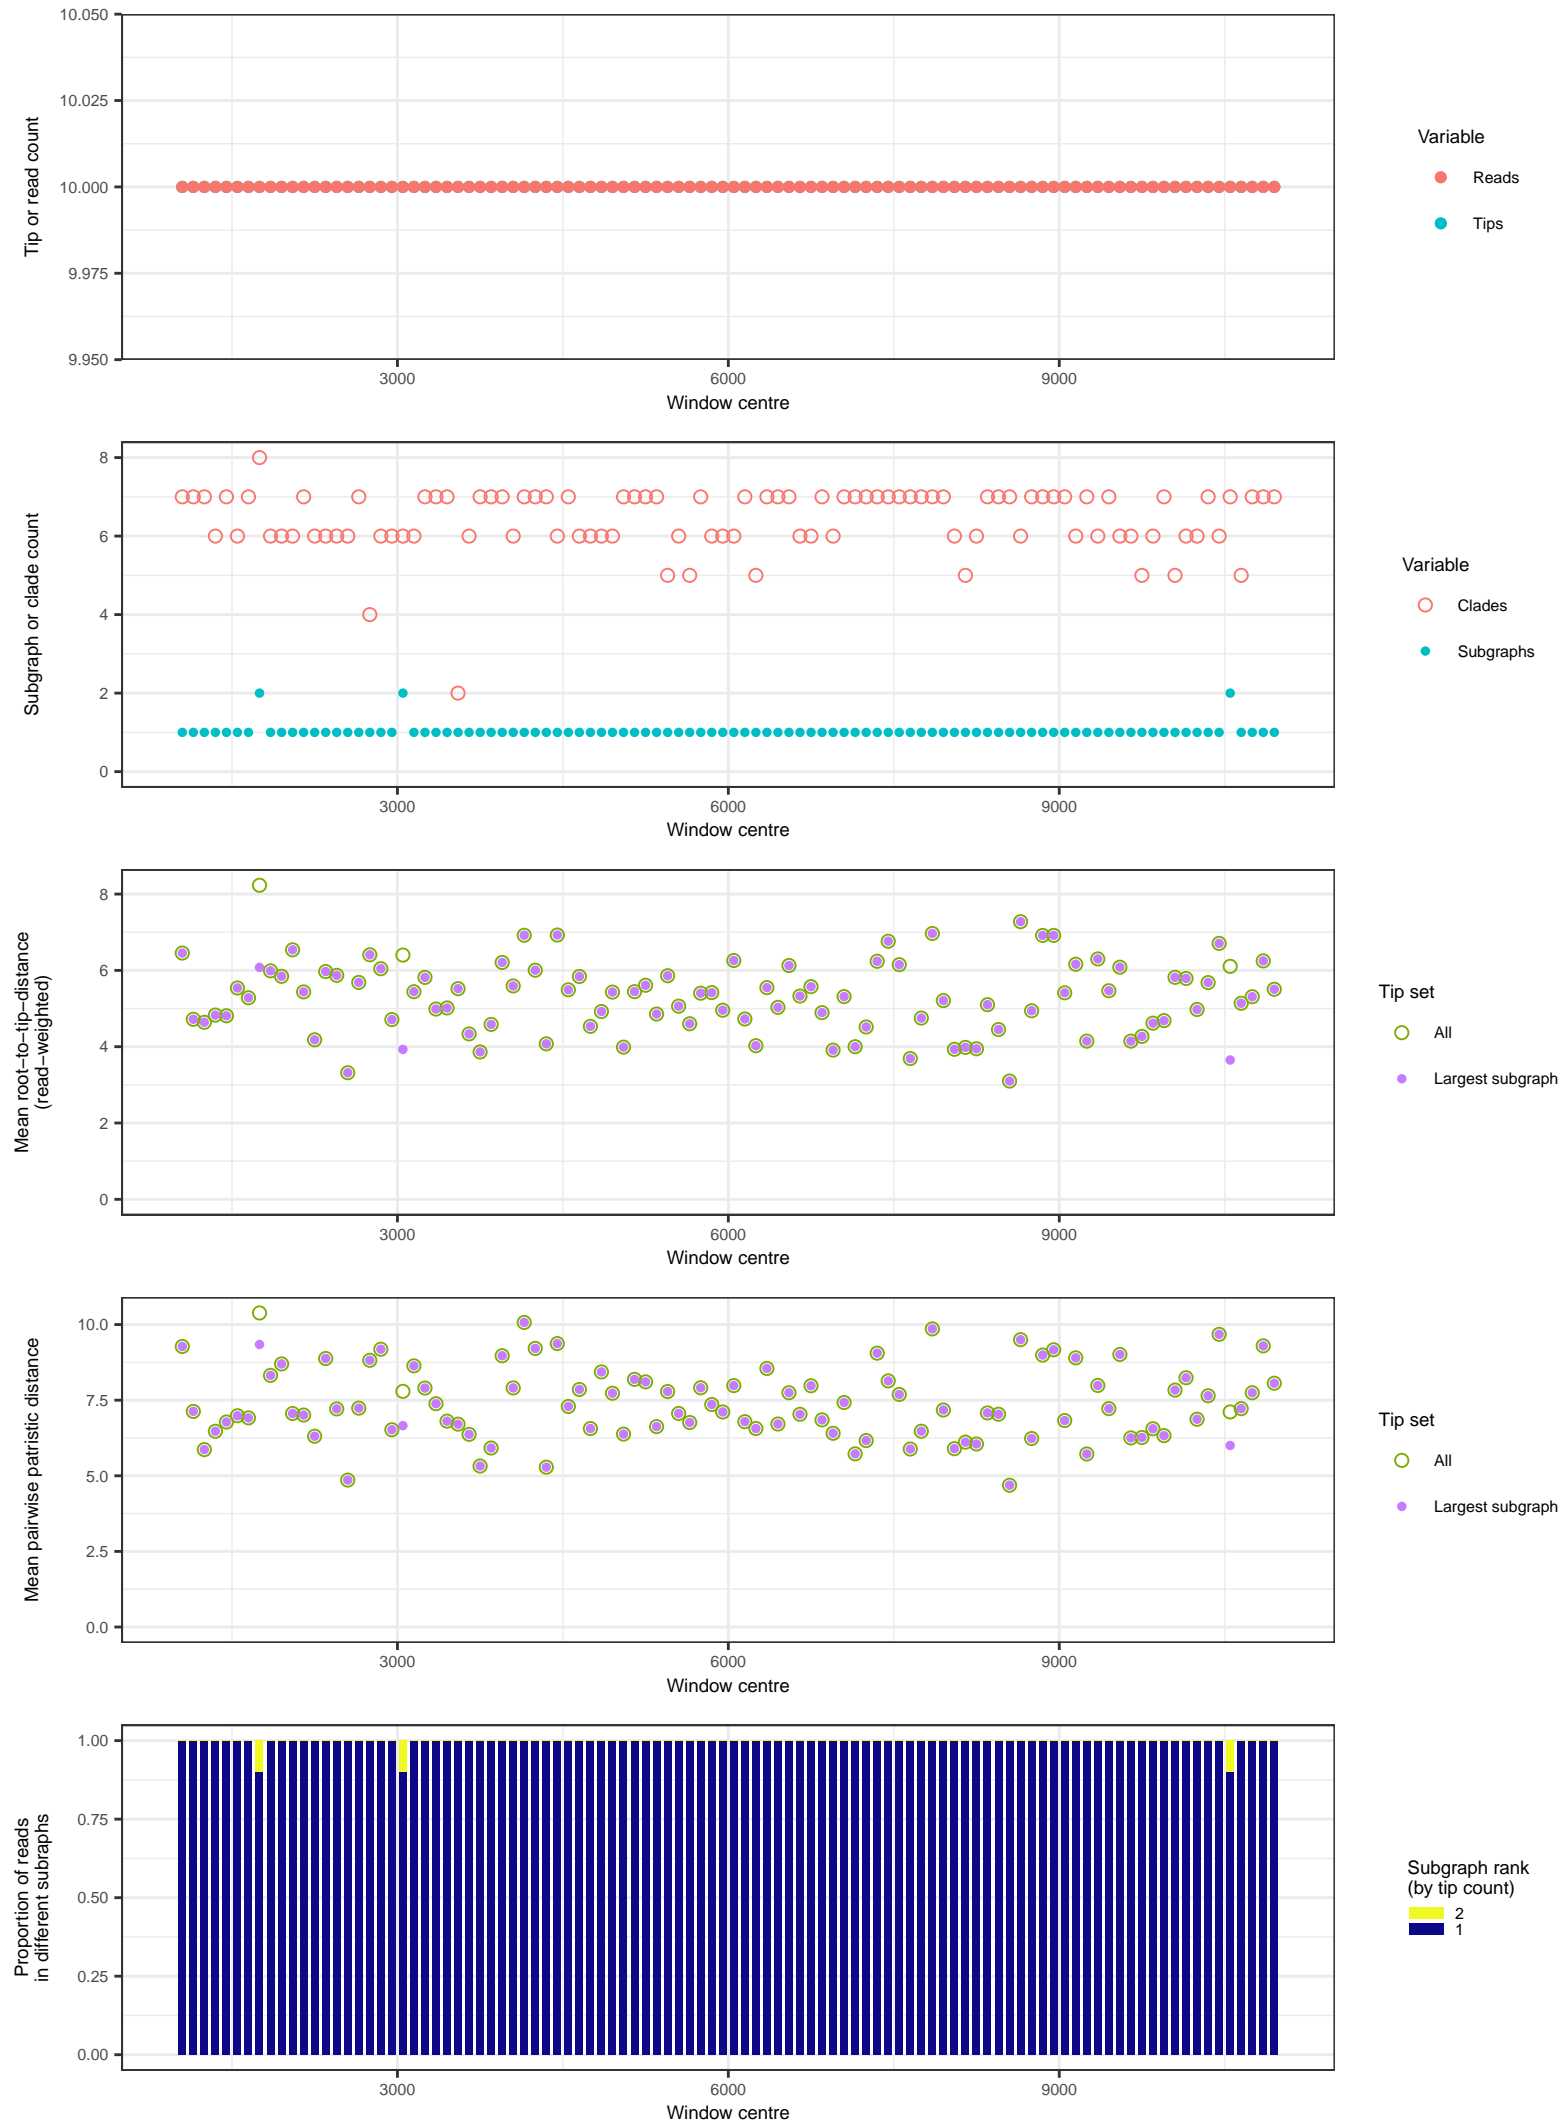 10.050
10.025
10.000
9.975
9.950
Tip or read count
3000
6000
9000
Window centre
Variable
Reads
Tips
8
6
4
2
0
Subgraph or clade count
3000
6000
9000
Window centre
Variable
Clades
Subgraphs
8
6
4
2
0
Mean root−to−tip−distance
(read−weighted)
3000
6000
9000
Window centre
Tip set
All
Largest subgraph
10.0
7.5
5.0
2.5
0.0
Mean pairwise patristic distance
3000
6000
9000
Window centre
Tip set
All
Largest subgraph
1.00
0.75
0.50
0.25
0.00
Proportion of reads
in different subraphs
3000
6000
9000
Window centre
Subgraph rank
(by tip count)
2
1